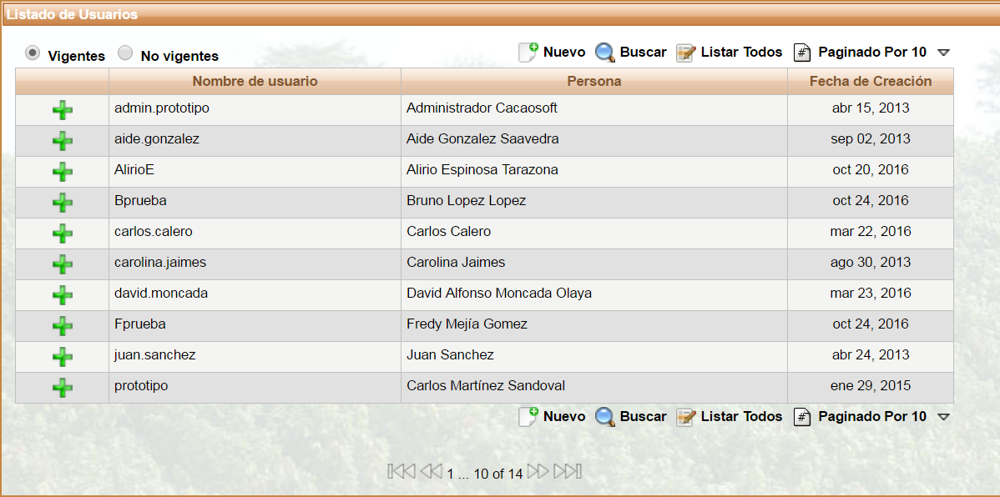 Listado de Usuarios
Vigentes No vigentes Nuevo Buscar Listar Todos # Paginado Por 10
Nombre de usuario Persona Fecha de Creación
admin.prototipo Administrador Cacaosoft abr 15, 2013
aide.gonzalez Aide Gonzalez Saavedra sep 02, 2013
AlirioE Alirio Espinosa Tarazona oct 20, 2016
Bprueba Bruno Lopez Lopez oct 24, 2016
carlos.calero Carlos Calero mar 22, 2016
carolina.jaimes Carolina Jaimes ago 30, 2013
david.moncada David Alfonso Moncada Olaya mar 23, 2016
Fprueba Fredy Mejía Gomez oct 24, 2016
juan.sanchez Juan Sanchez abr 24, 2013
prototipo Carlos Martínez Sandoval ene 29, 2015
Nuevo Buscar Listar Todos # Paginado Por 10
1 ... 10 of 14